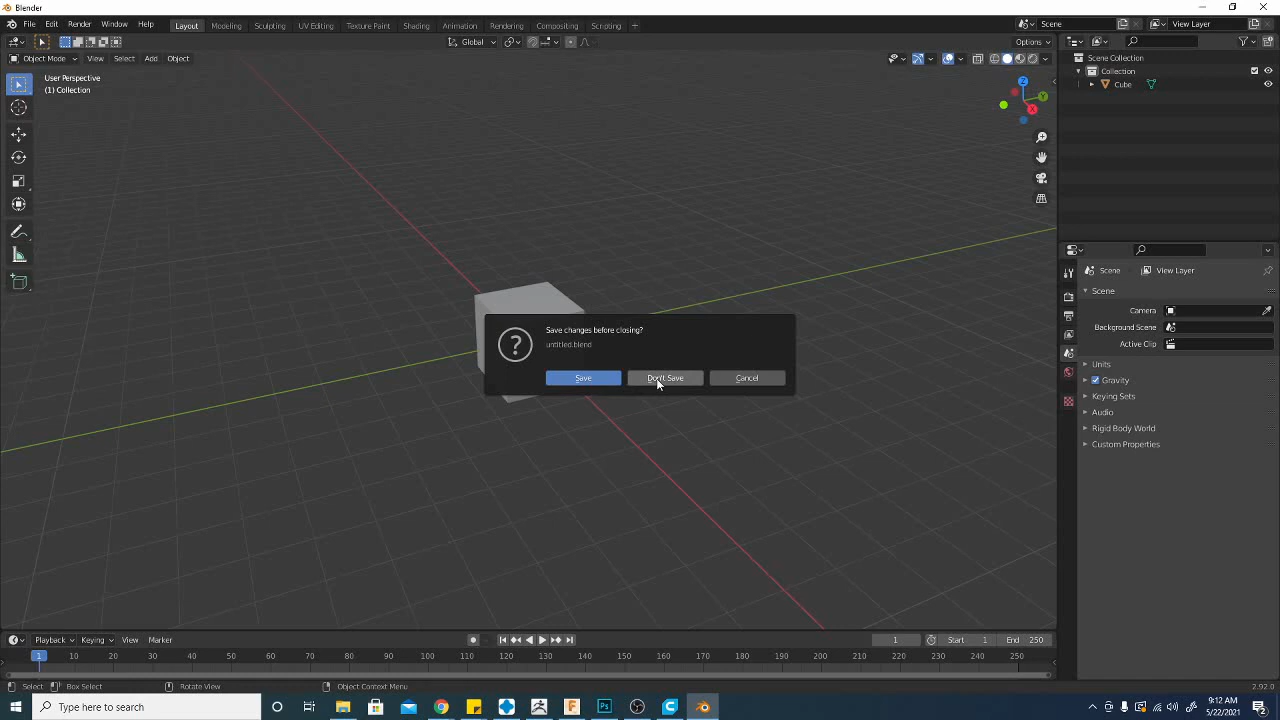 Blender
File Edit Render Window Help Layout Modeling Sculpting UV Editing Texture Paint Shading Animation Rendering Compositing Scripting + Scene View Layer
Global Options
Object Mode View Select Add Object
User Perspective
(1) Collection
Z
Y
X
Scene Collection
Collection
Cube
Scene View Layer
Scene
Camera
Background Scene
Active Clip
Units
Gravity
Keying Sets
Audio
Rigid Body World
Custom Properties
Save changes before closing?
untitled.blend
Save Don't Save Cancel
Playback Keying View Marker 1 Start 1 End 250
1 10 20 30 40 50 60 70 80 90 100 110 120 130 140 150 160 170 180 190 200 210 220 230 240 250
Select Box Select Rotate View Object Context Menu 2.92.0
Type here to search
Ps
9:12 AM
5/22/2021